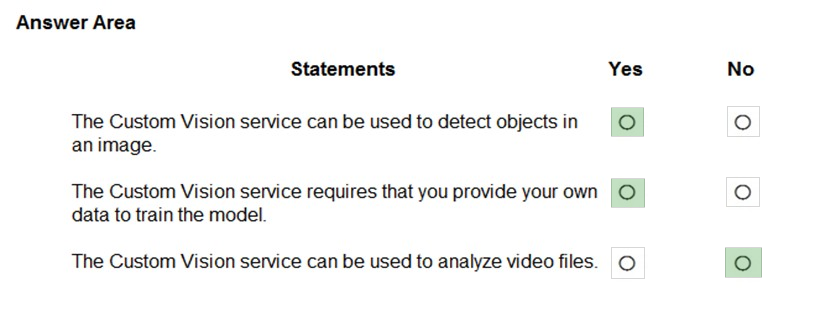 Answer Area
Statements Yes No
The Custom Vision service can be used to detect objects in
an image.
The Custom Vision service requires that you provide your own
data to train the model.
The Custom Vision service can be used to analyze video files.